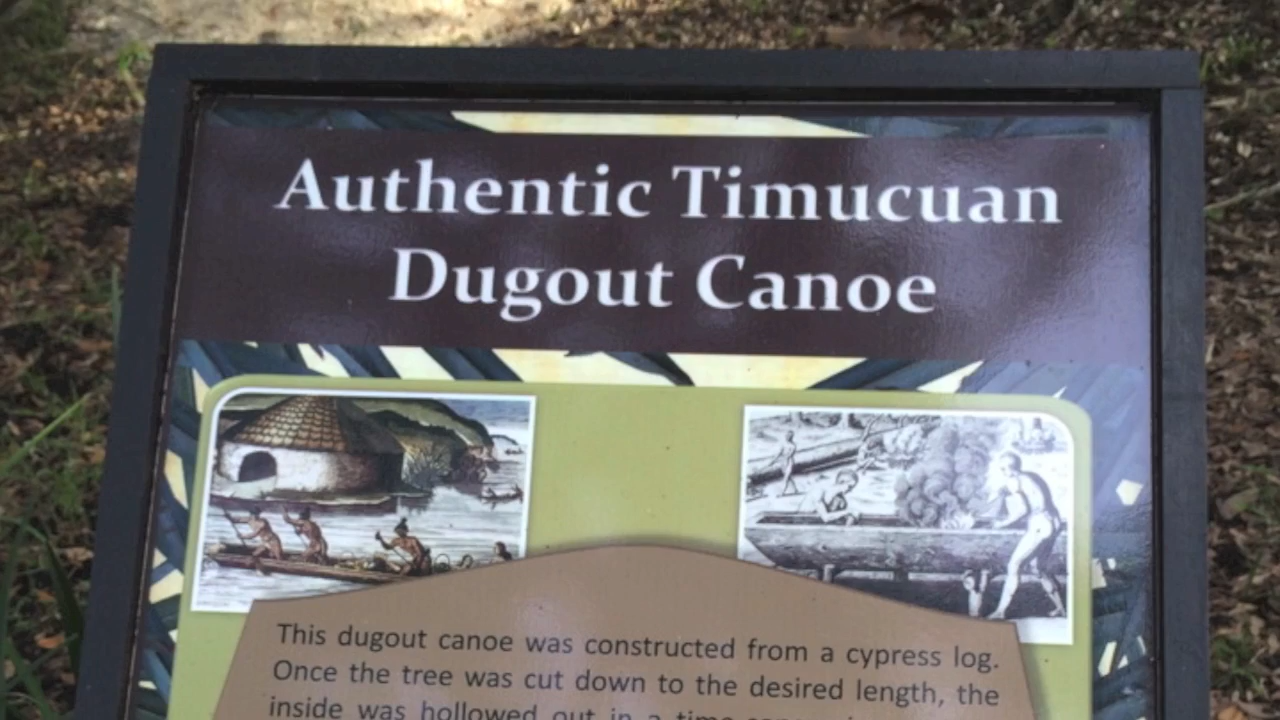 Authentic Timucuan
Dugout Canoe
This dugout canoe was constructed from a cypress log.
Once the tree was cut down to the desired length, the
inside was hollowed out in a